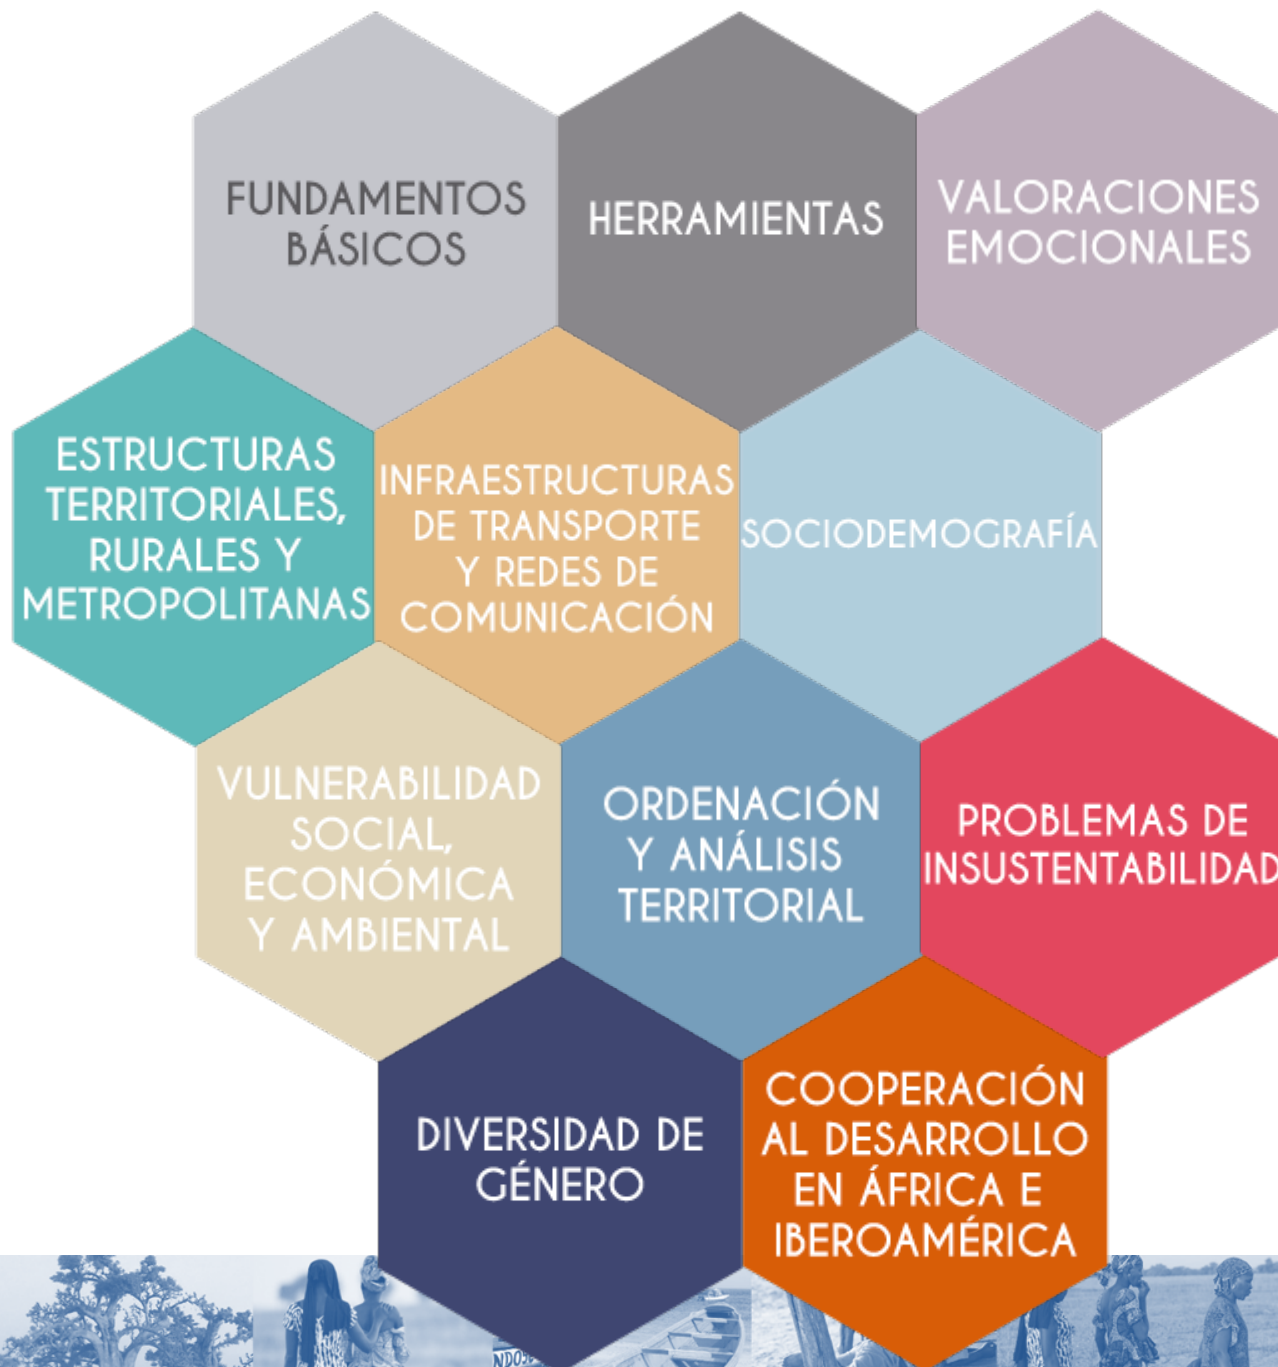 FUNDAMENTOS
BÁSICOS
HERRAMIENTAS
VALORACIONES
EMOCIONALES
ESTRUCTURAS
TERRITORIALES,
RURALES Y
METROPOLITANAS
INFRAESTRUCTURAS
DE TRANSPORTE
Y REDES DE
COMUNICACIÓN
SOCIODEMOGRAFÍA
VULNERABILIDAD
SOCIAL,
ECONÓMICA
Y AMBIENTAL
ORDENACIÓN
Y ANÁLISIS
TERRITORIAL
PROBLEMAS DE
INSUSTENTABILIDAD
DIVERSIDAD DE
GÉNERO
COOPERACIÓN
AL DESARROLLO
EN ÁFRICA E
IBEROAMÉRICA